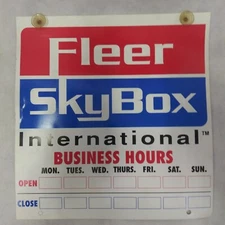 Fleer
SkyBox
International™
BUSINESS HOURS
MON. TUES. WED. THURS. FRI. SAT. SUN.
OPEN
CLOSE